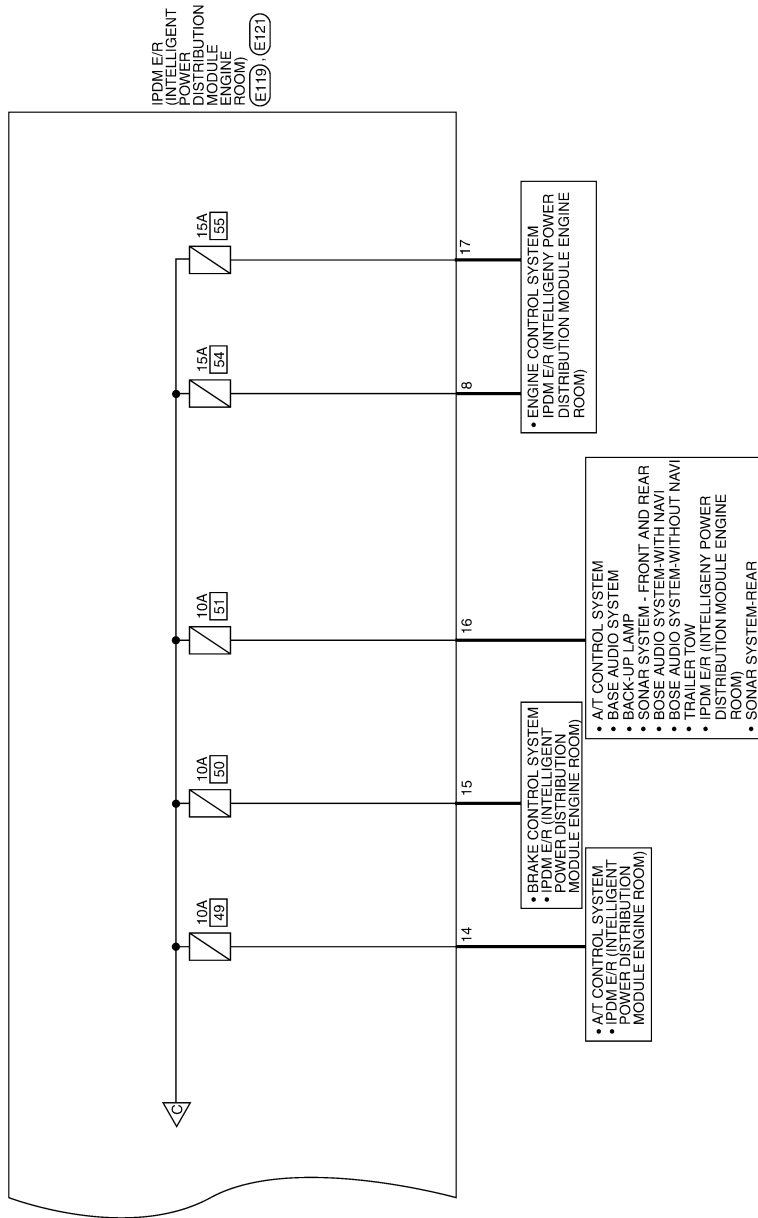 IPDM E/R
(INTELLIGENT
POWER
DISTRIBUTION
MODULE
ENGINE
ROOM)
E119, E121
C
10A
49
10A
50
10A
51
15A
54
15A
55
14
15
16
8
17
• A/T CONTROL SYSTEM
• IPDM E/R (INTELLIGENT
POWER DISTRIBUTION
MODULE ENGINE ROOM)
• BRAKE CONTROL SYSTEM
• IPDM E/R (INTELLIGENT
POWER DISTRIBUTION
MODULE ENGINE ROOM)
• A/T CONTROL SYSTEM
• BASE AUDIO SYSTEM
• BACK-UP LAMP
• SONAR SYSTEM - FRONT AND REAR
• BOSE AUDIO SYSTEM-WITH NAVI
• BOSE AUDIO SYSTEM-WITHOUT NAVI
• TRAILER TOW
• IPDM E/R (INTELLIGENY POWER
DISTRIBUTION MODULE ENGINE
ROOM)
• SONAR SYSTEM-REAR
• ENGINE CONTROL SYSTEM
IPDM E/R (INTELLIGENY POWER
DISTRIBUTION MODULE ENGINE
ROOM)